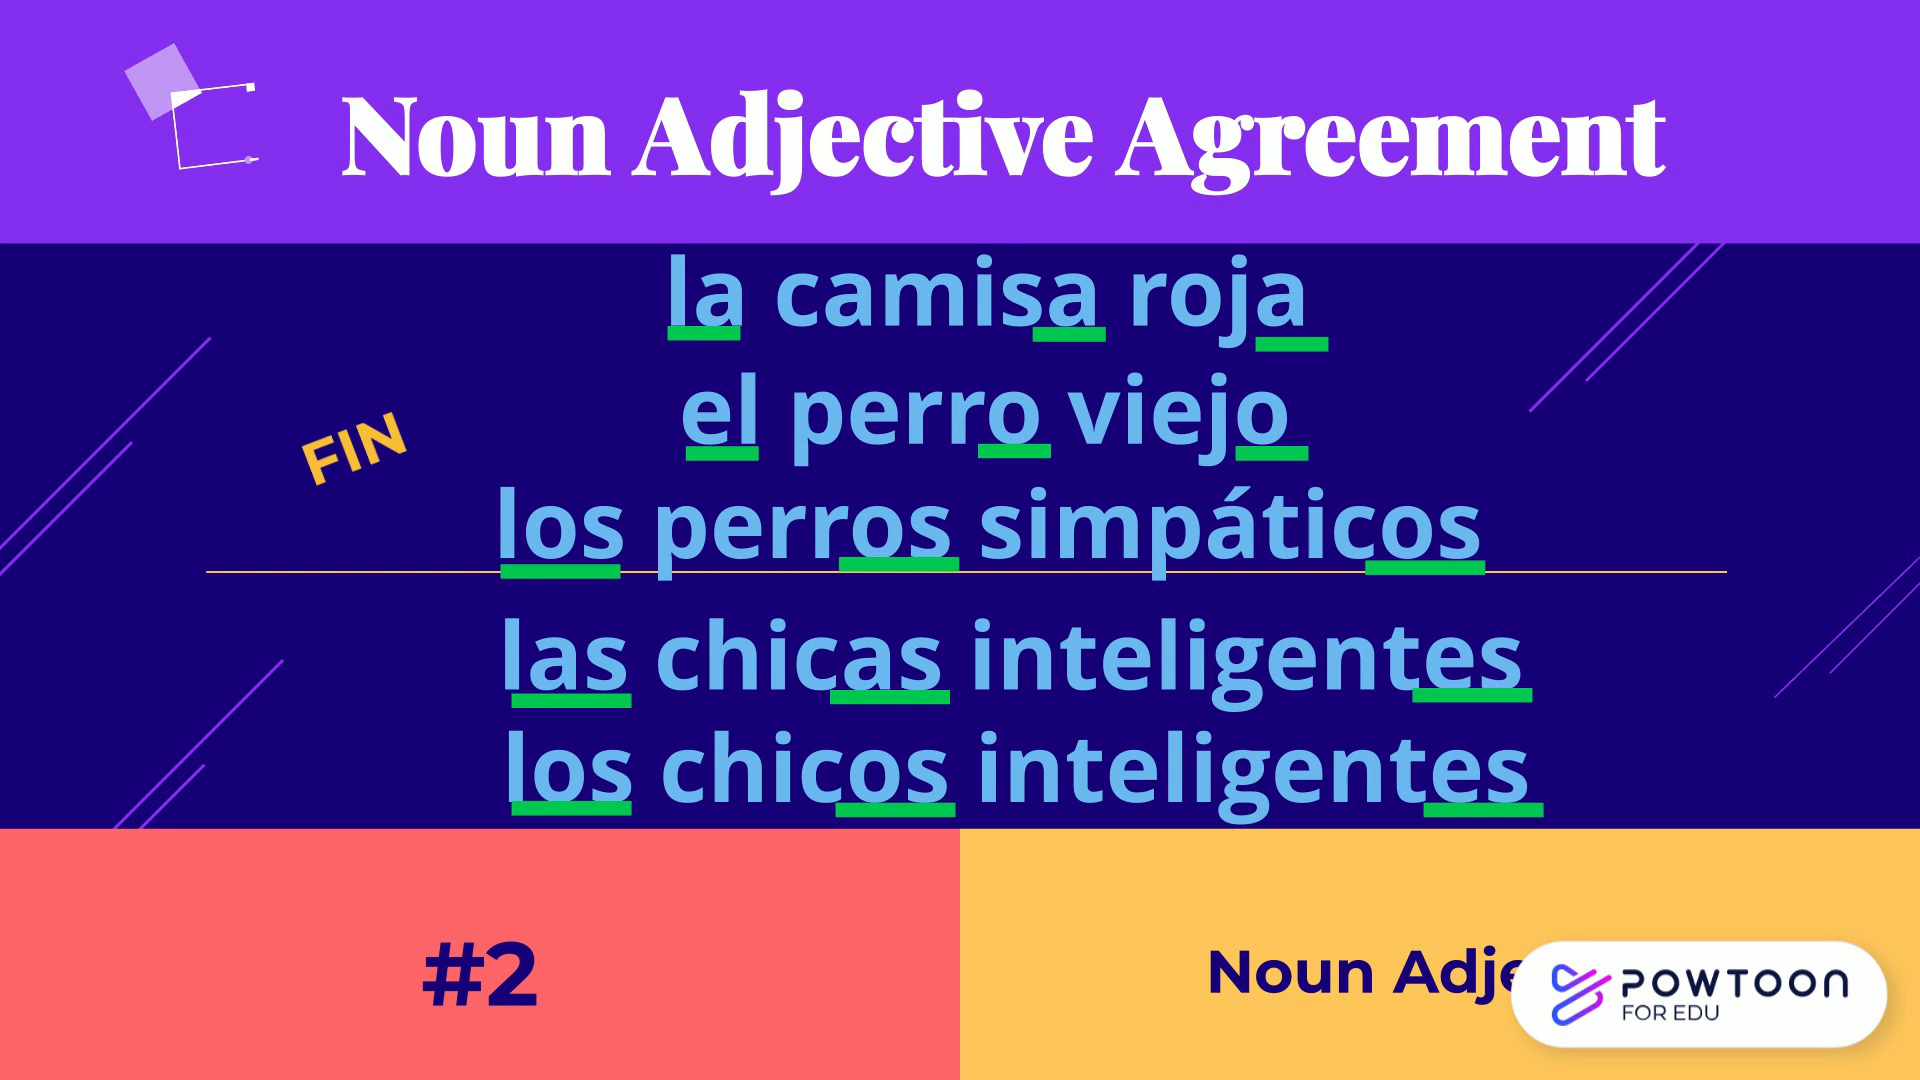 Noun Adjective Agreement
la camisa roja
el perro viejo
FIN
los perros simpáticos
las chicas inteligentes
los chicos inteligentes
#2
Noun Adje
POWTOON
FOR EDU